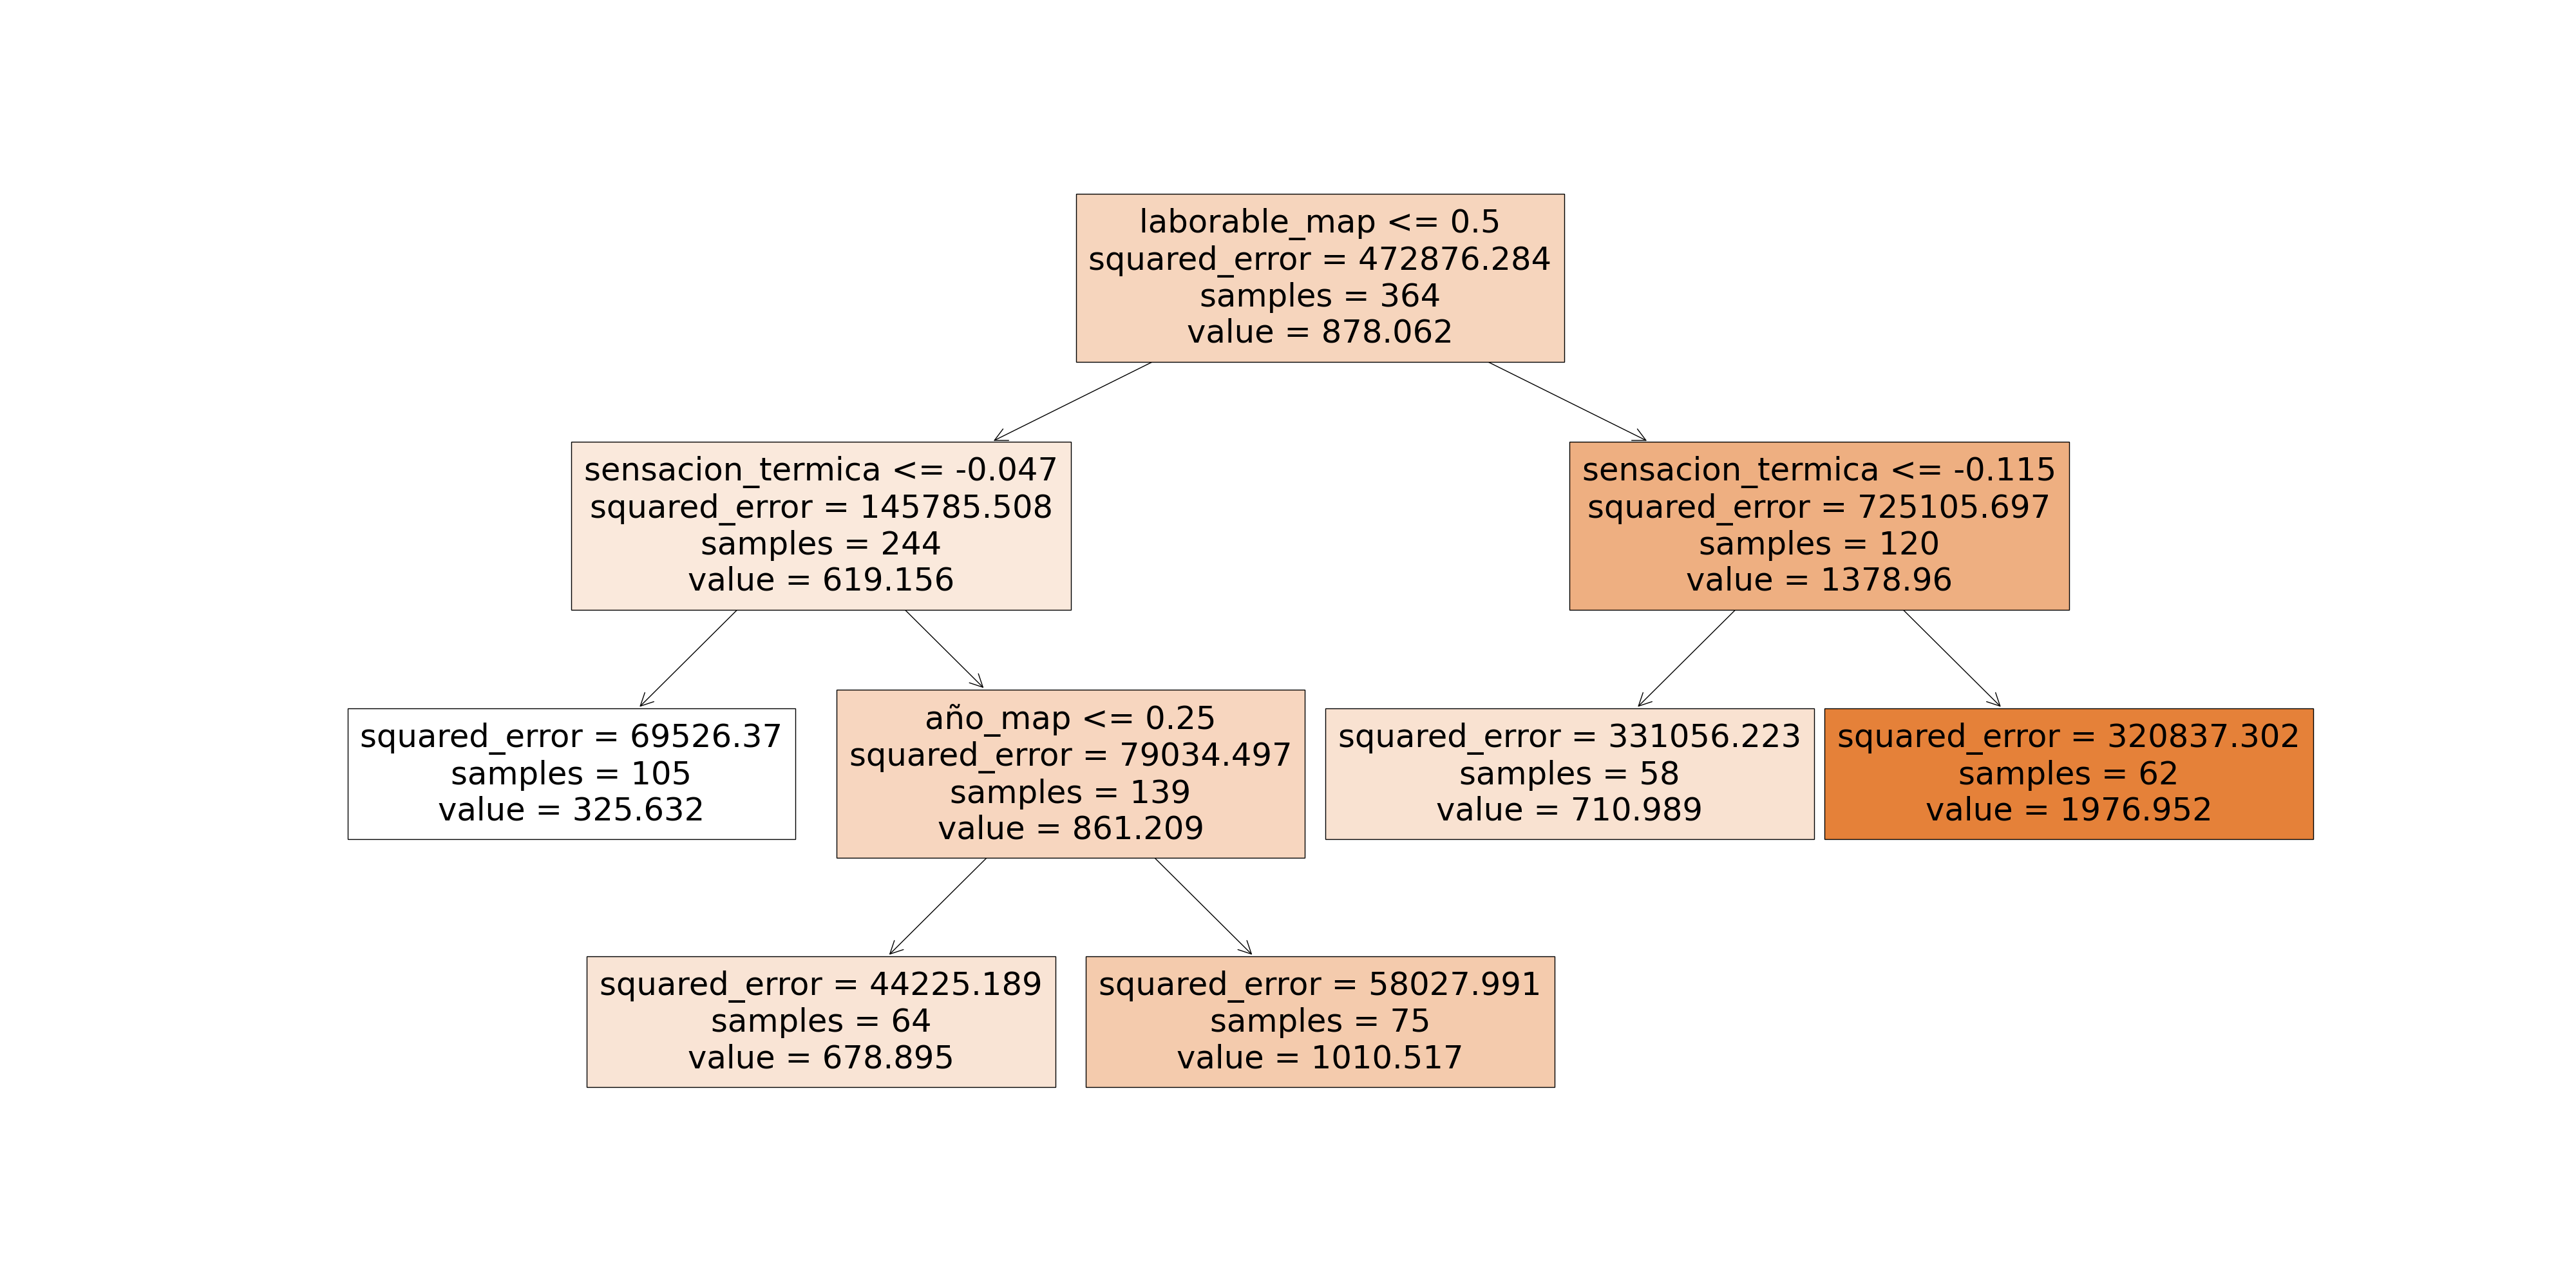 laborable_map <= 0.5
squared_error = 472876.284
samples = 364
value = 878.062
sensacion_termica <= -0.047
squared_error = 145785.508
samples = 244
value = 619.156
sensacion_termica <= -0.115
squared_error = 725105.697
samples = 120
value = 1378.96
squared_error = 69526.37
samples = 105
value = 325.632
año_map <= 0.25
squared_error = 79034.497
samples = 139
value = 861.209
squared_error = 331056.223
samples = 58
value = 710.989
squared_error = 320837.302
samples = 62
value = 1976.952
squared_error = 44225.189
samples = 64
value = 678.895
squared_error = 58027.991
samples = 75
value = 1010.517